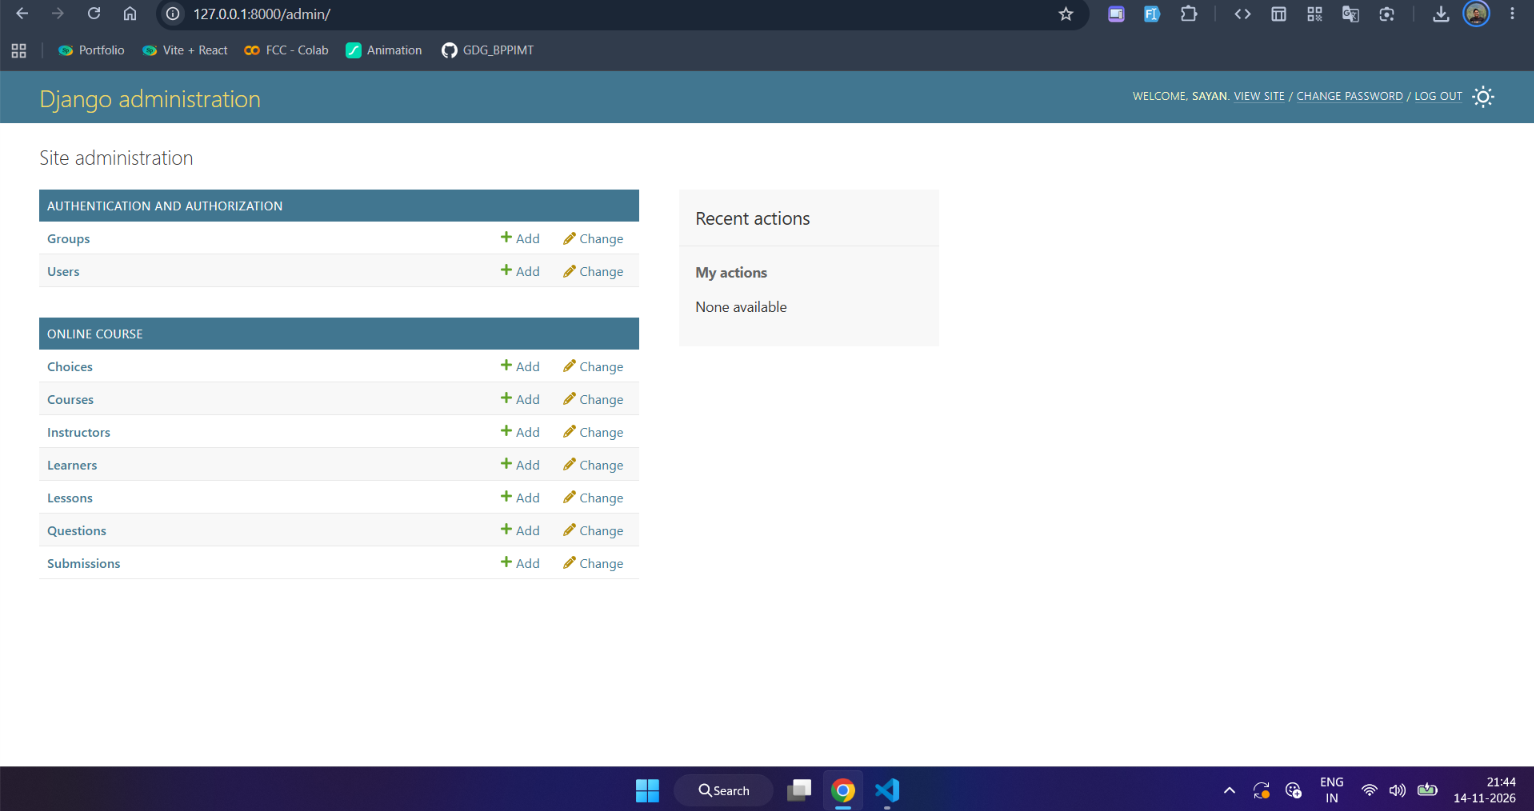 127.0.0.1:8000/admin/
Portfolio Vite + React FCC - Colab Animation GDG_BPPIMT
Django administration
WELCOME, SAYAN. VIEW SITE / CHANGE PASSWORD / LOG OUT
Site administration
AUTHENTICATION AND AUTHORIZATION
Groups Add Change
Users Add Change
ONLINE COURSE
Choices Add Change
Courses Add Change
Instructors Add Change
Learners Add Change
Lessons Add Change
Questions Add Change
Submissions Add Change
Recent actions
My actions
None available
Search
ENG
IN
21:44
14-11-2026